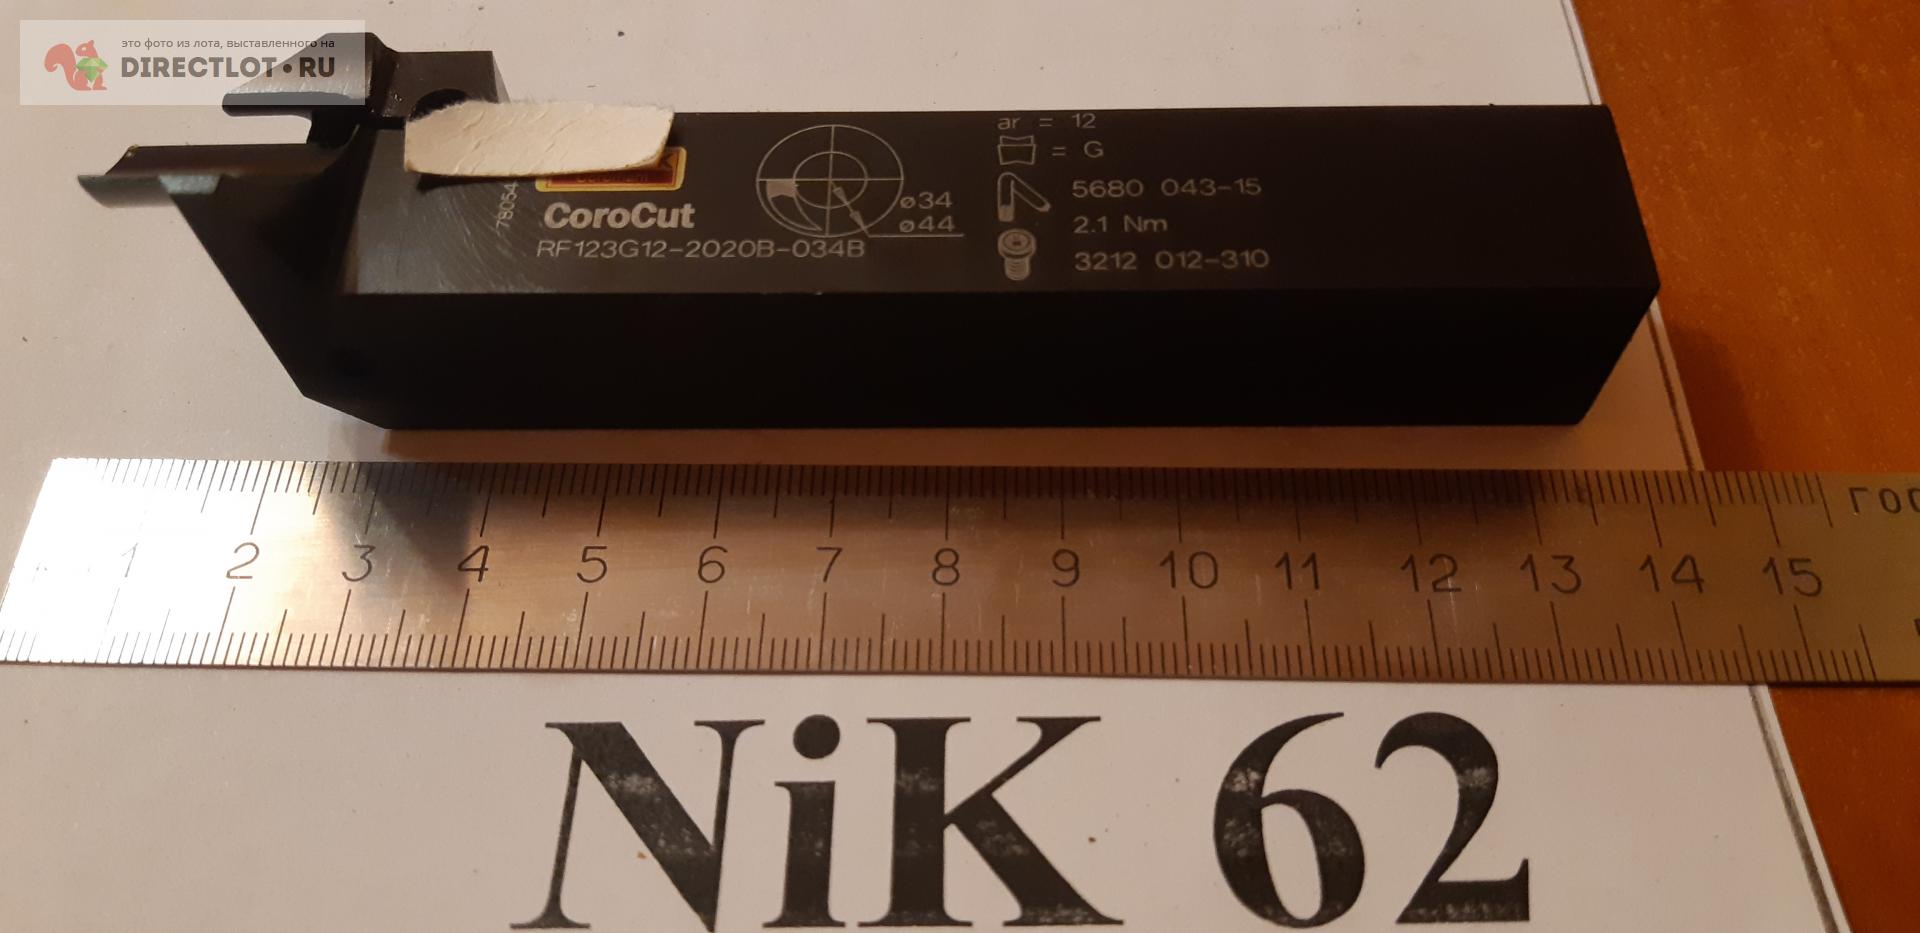 это фото из лота, выставленного на
DIRECTLOT•RU
78054
CoroCut
RF123G12-2020B-034B
ø34
ø44
ar = 12
= G
5680 043-15
2.1 Nm
3212 012-310
1 2 3 4 5 6 7 8 9 10 11 12 13 14 15
NiK 62